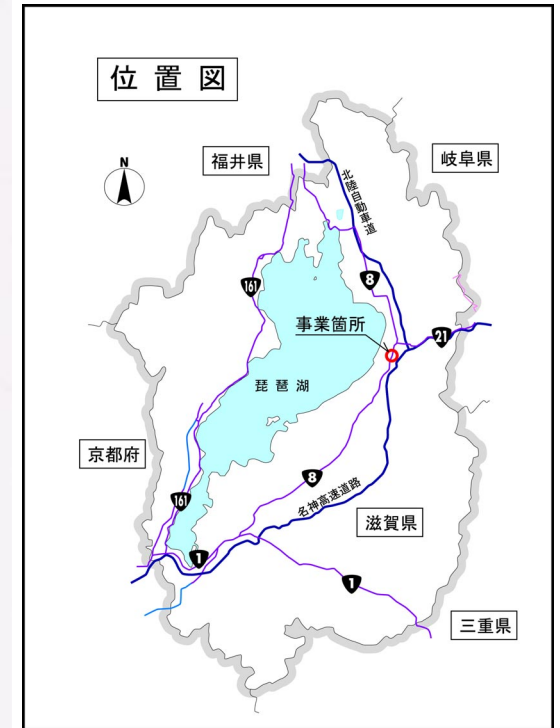 位置図
N
福井県
岐阜県
北陸自動車道
161
8
21
事業箇所
琵琶湖
京都府
8
161
名神高速道路
滋賀県
1
1
三重県